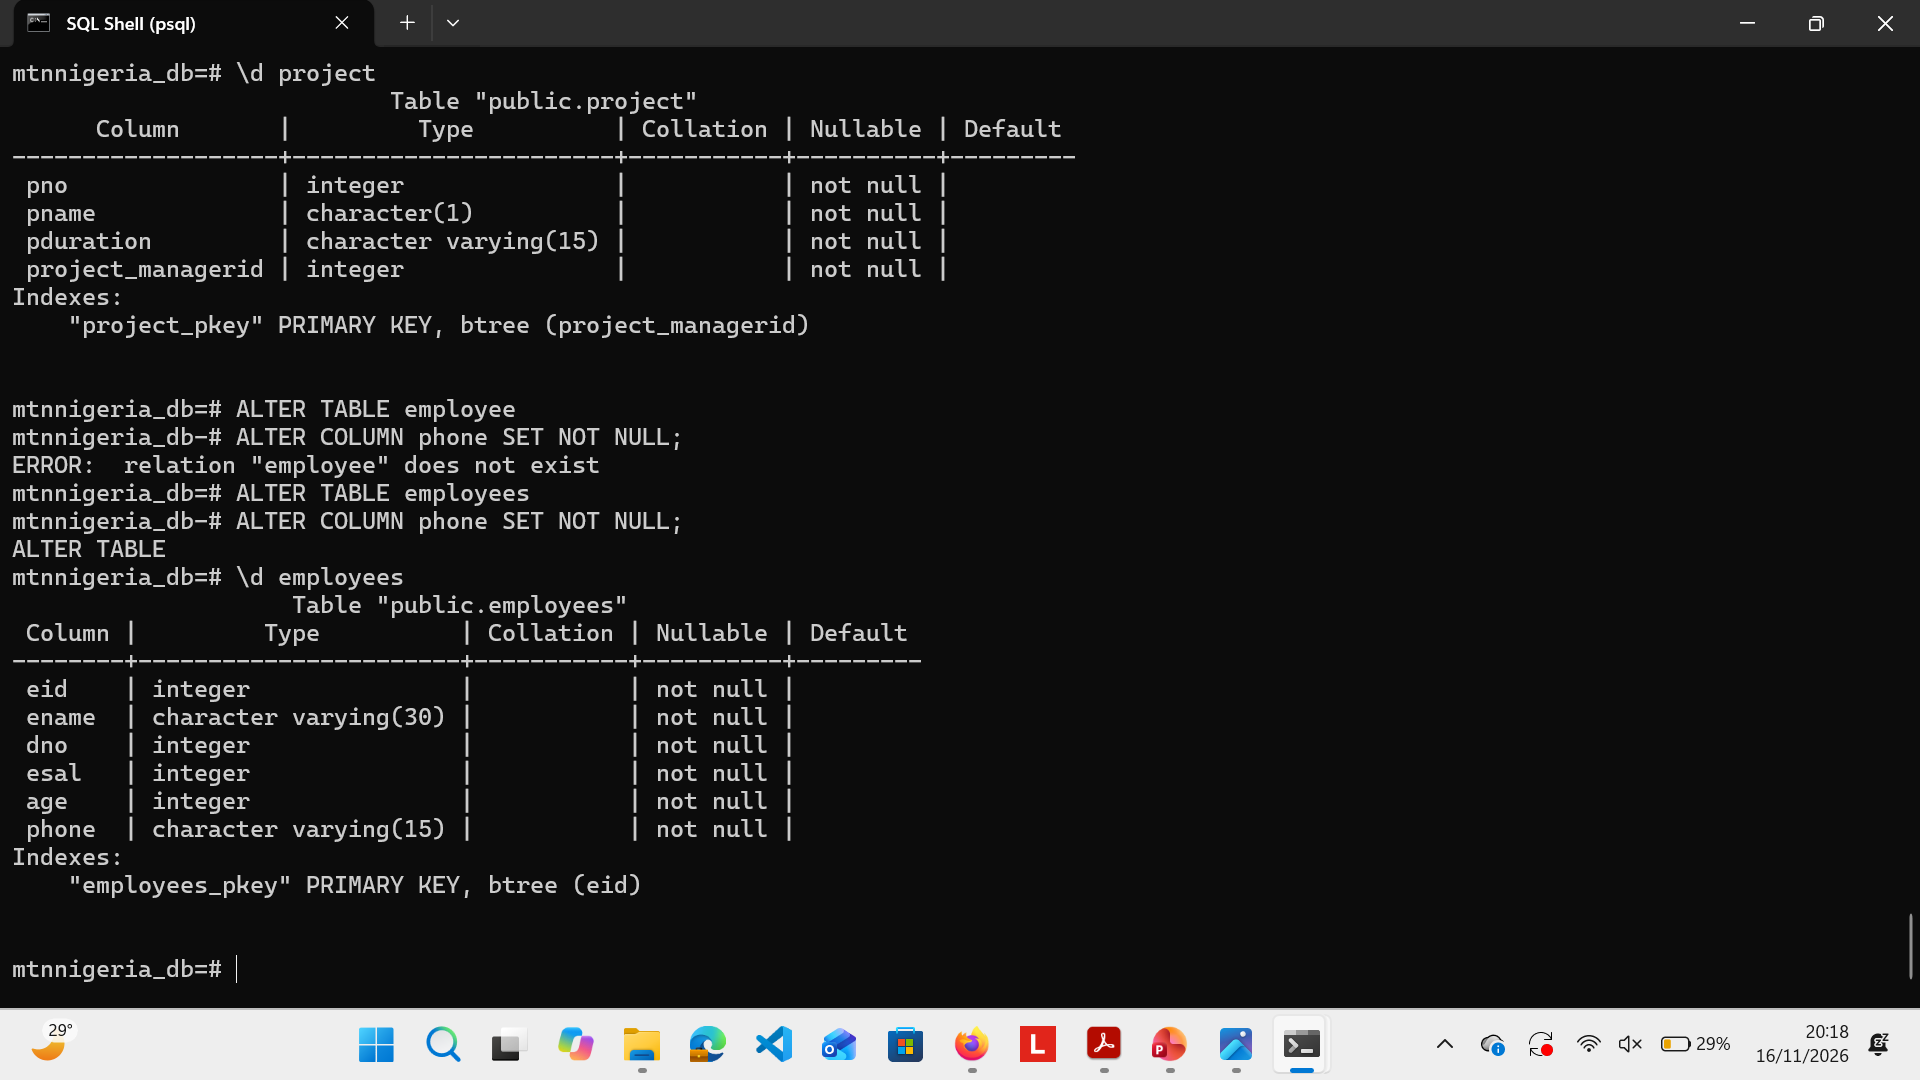 SQL Shell (psql)
mtnnigeria_db=# \d project
                           Table "public.project"
      Column       |         Type          | Collation | Nullable | Default
-------------------+-----------------------+-----------+----------+---------
 pno               | integer               |           | not null |
 pname             | character(1)          |           | not null |
 pduration         | character varying(15) |           | not null |
 project_managerid | integer               |           | not null |
Indexes:
    "project_pkey" PRIMARY KEY, btree (project_managerid)
mtnnigeria_db=# ALTER TABLE employee
mtnnigeria_db-# ALTER COLUMN phone SET NOT NULL;
ERROR:  relation "employee" does not exist
mtnnigeria_db=# ALTER TABLE employees
mtnnigeria_db-# ALTER COLUMN phone SET NOT NULL;
ALTER TABLE
mtnnigeria_db=# \d employees
                    Table "public.employees"
 Column |         Type          | Collation | Nullable | Default
--------+-----------------------+-----------+----------+---------
 eid    | integer               |           | not null |
 ename  | character varying(30) |           | not null |
 dno    | integer               |           | not null |
 esal   | integer               |           | not null |
 age    | integer               |           | not null |
 phone  | character varying(15) |           | not null |
Indexes:
    "employees_pkey" PRIMARY KEY, btree (eid)
mtnnigeria_db=#
29°
L
P
29%
20:18
16/11/2026